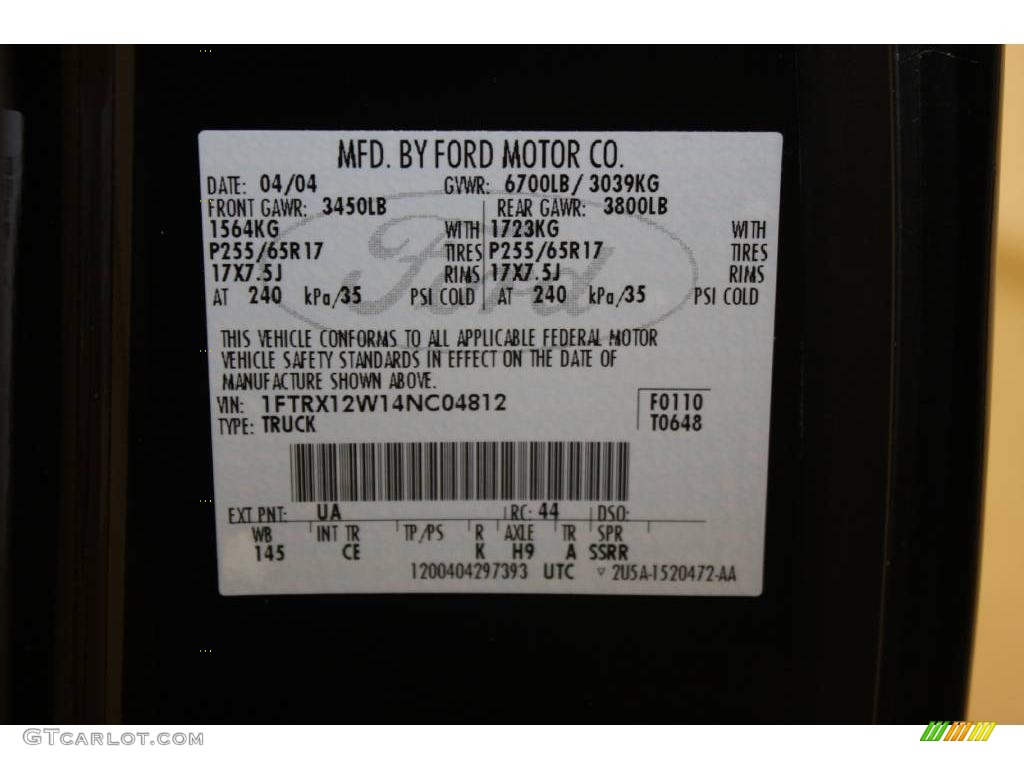 MFD. BY FORD MOTOR CO.
DATE: 04/04 GVWR: 6700LB/ 3039KG
FRONT GAWR: 3450LB REAR GAWR: 3800LB
1564KG WITH 1723KG WITH
P255/65R17 TIRES P255/65R17 TIRES
17X7.5J RIMS 17X7.5J RIMS
AT 240 kPa/35 PSI COLD AT 240 kPa/35 PSI COLD
Ford
THIS VEHICLE CONFORMS TO ALL APPLICABLE FEDERAL MOTOR
VEHICLE SAFETY STANDARDS IN EFFECT ON THE DATE OF
MANUFACTURE SHOWN ABOVE.
VIN: 1FTRX12W14NC04812 F0110
TYPE: TRUCK T0648
EXT PNT: UA RC: 44 DSO:
WB INT TR TP/PS R AXLE TR SPR
145 CE K H9 A SSRR
1200404297393 UTC ▿ 2U5A-1520472-AA
GTCARLOT.COM